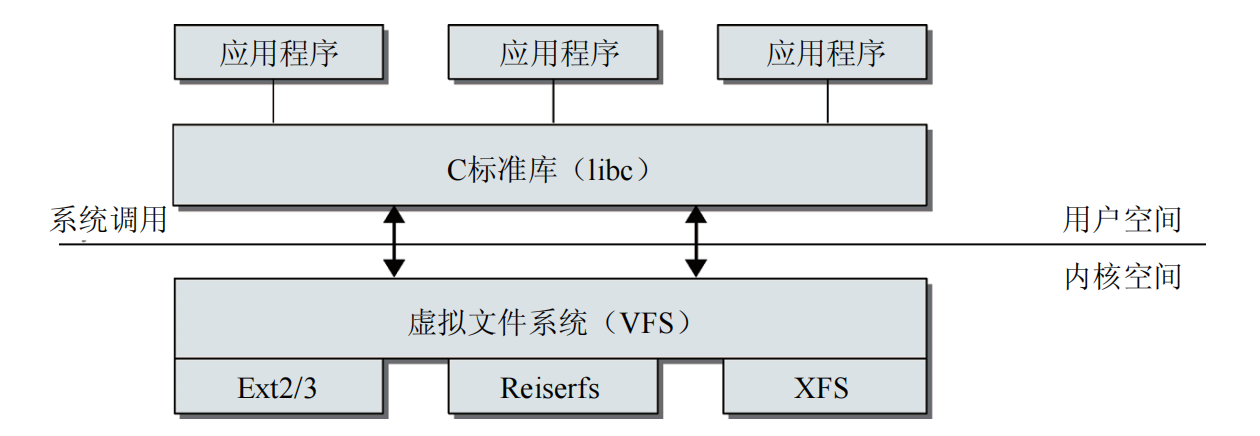 应用程序 应用程序 应用程序
C标准库（libc）
系统调用 用户空间
内核空间
虚拟文件系统（VFS）
Ext2/3 Reiserfs XFS